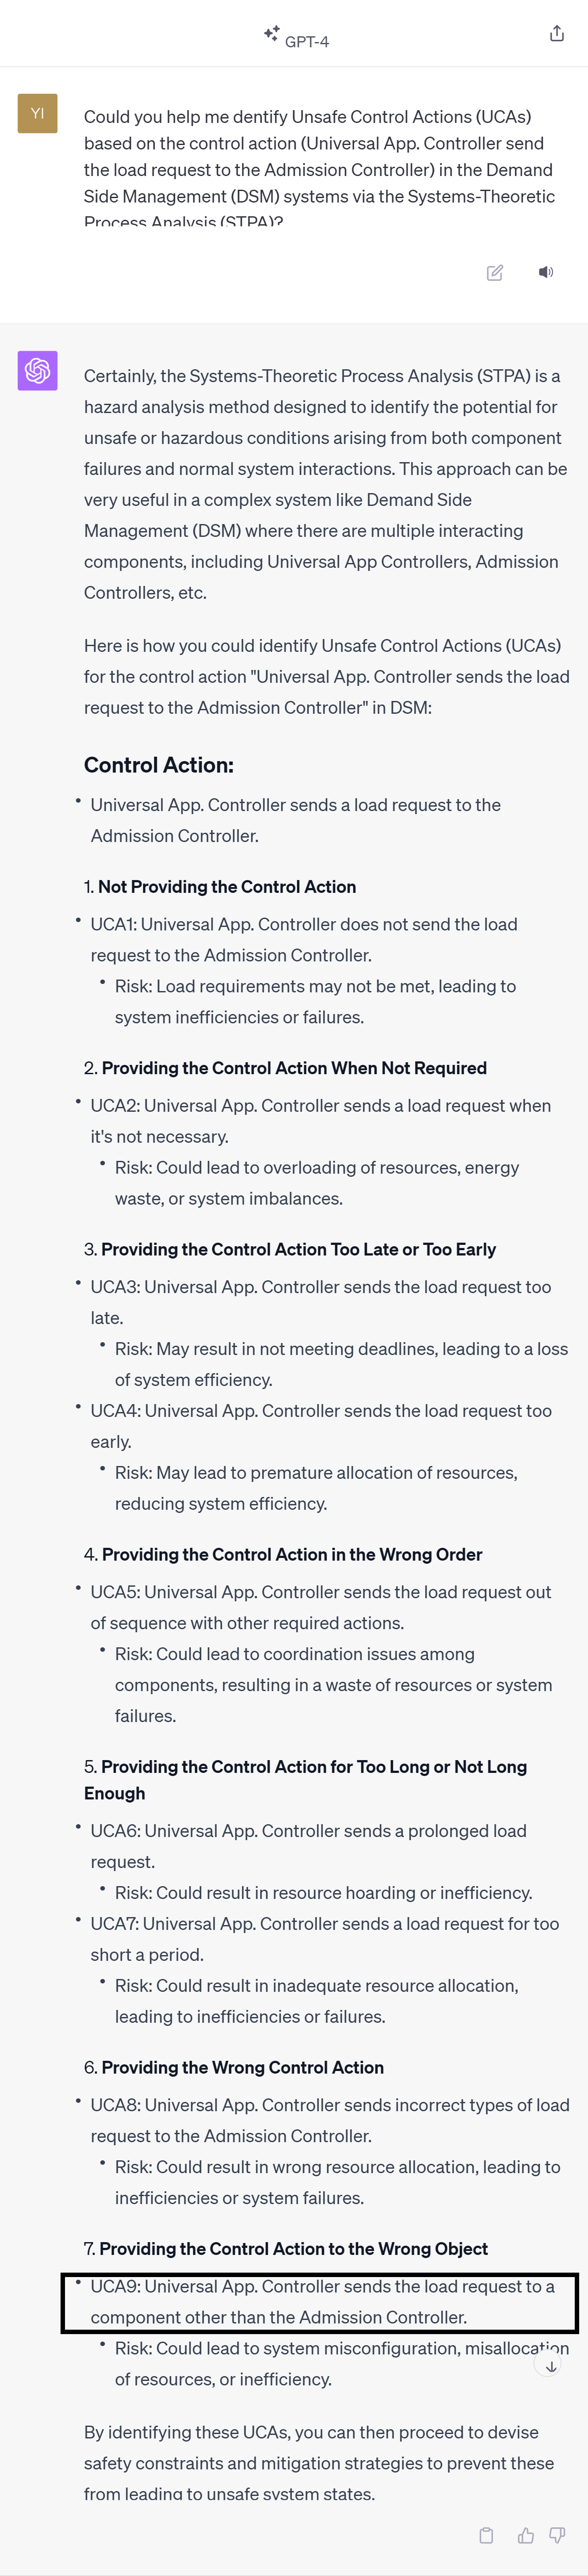 GPT-4
YI
Could you help me dentify Unsafe Control Actions (UCAs)
based on the control action (Universal App. Controller send
the load request to the Admission Controller) in the Demand
Side Management (DSM) systems via the Systems-Theoretic
Process Analysis (STPA)?
Certainly, the Systems-Theoretic Process Analysis (STPA) is a
hazard analysis method designed to identify the potential for
unsafe or hazardous conditions arising from both component
failures and normal system interactions. This approach can be
very useful in a complex system like Demand Side
Management (DSM) where there are multiple interacting
components, including Universal App Controllers, Admission
Controllers, etc.
Here is how you could identify Unsafe Control Actions (UCAs)
for the control action "Universal App. Controller sends the load
request to the Admission Controller" in DSM:
Control Action:
• Universal App. Controller sends a load request to the
Admission Controller.
1. Not Providing the Control Action
• UCA1: Universal App. Controller does not send the load
request to the Admission Controller.
• Risk: Load requirements may not be met, leading to
system inefficiencies or failures.
2. Providing the Control Action When Not Required
• UCA2: Universal App. Controller sends a load request when
it's not necessary.
• Risk: Could lead to overloading of resources, energy
waste, or system imbalances.
3. Providing the Control Action Too Late or Too Early
• UCA3: Universal App. Controller sends the load request too
late.
• Risk: May result in not meeting deadlines, leading to a loss
of system efficiency.
• UCA4: Universal App. Controller sends the load request too
early.
• Risk: May lead to premature allocation of resources,
reducing system efficiency.
4. Providing the Control Action in the Wrong Order
• UCA5: Universal App. Controller sends the load request out
of sequence with other required actions.
• Risk: Could lead to coordination issues among
components, resulting in a waste of resources or system
failures.
5. Providing the Control Action for Too Long or Not Long
Enough
• UCA6: Universal App. Controller sends a prolonged load
request.
• Risk: Could result in resource hoarding or inefficiency.
• UCA7: Universal App. Controller sends a load request for too
short a period.
• Risk: Could result in inadequate resource allocation,
leading to inefficiencies or failures.
6. Providing the Wrong Control Action
• UCA8: Universal App. Controller sends incorrect types of load
request to the Admission Controller.
• Risk: Could result in wrong resource allocation, leading to
inefficiencies or system failures.
7. Providing the Control Action to the Wrong Object
• UCA9: Universal App. Controller sends the load request to a
component other than the Admission Controller.
• Risk: Could lead to system misconfiguration, misallocation
of resources, or inefficiency.
By identifying these UCAs, you can then proceed to devise
safety constraints and mitigation strategies to prevent these
from leading to unsafe system states.